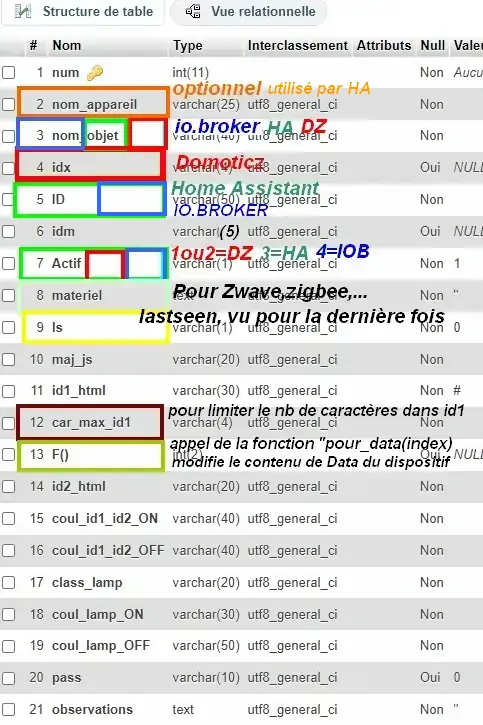 Structure de table Vue relationnelle
# Nom Type Interclassement Attributs Null Valeu
1 num int(11) Non Aucu
optionnel utilisé par HA
2 nom_appareil varchar(25) utf8_general_ci Non
io.broker HA DZ
3 nom_objet varchar(40) utf8_general_ci Non
Domoticz
4 idx varchar(4) utf8_general_ci Oui NULL
Home Assistant
5 ID varchar(50) utf8_general_ci Non
IO.BROKER
6 idm varchar(5) utf8_general_ci Oui NULL
1ou2=DZ 3=HA 4=IOB
7 Actif varchar(1) utf8_general_ci Non 1
Pour Zwave,zigbee,...
8 materiel text utf8_general_ci Non "
lastseen, vu pour la dernière fois
9 ls varchar(1) utf8_general_ci Non 0
10 maj_js varchar(20) utf8_general_ci Non
11 id1_html varchar(30) utf8_general_ci Non #
pour limiter le nb de caractères dans id1
12 car_max_id1 varchar(4) utf8_general_ci Non
appel de la fonction "pour_data(index)
13 F() int(2) Oui NULL
modifie le contenu de Data du dispositif
14 id2_html varchar(20) utf8_general_ci Non
15 coul_id1_id2_ON varchar(40) utf8_general_ci Non
16 coul_id1_id2_OFF varchar(40) utf8_general_ci Non
17 class_lamp varchar(20) utf8_general_ci Non
18 coul_lamp_ON varchar(30) utf8_general_ci Non
19 coul_lamp_OFF varchar(50) utf8_general_ci Non
20 pass varchar(10) utf8_general_ci Oui 0
21 observations text utf8_general_ci Non "